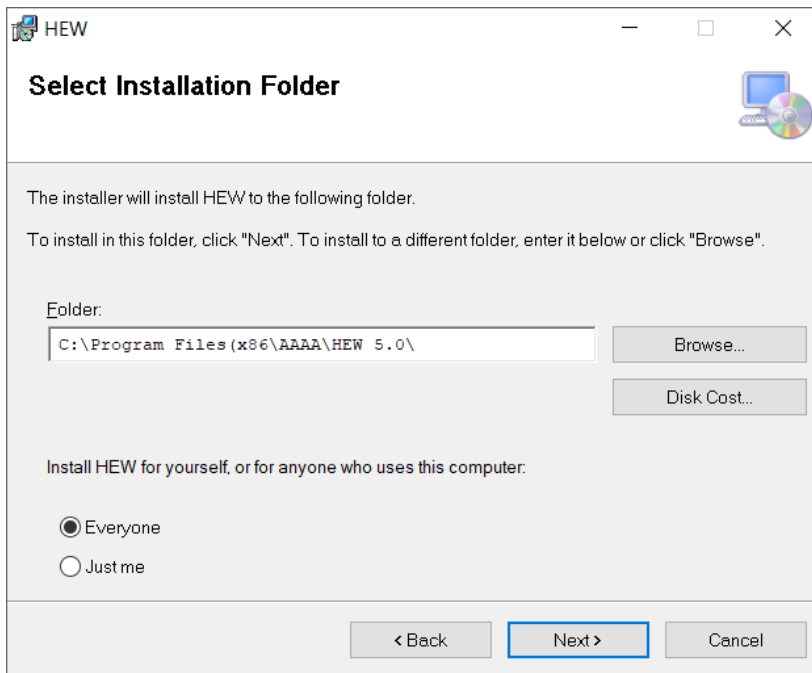 HEW
Select Installation Folder
The installer will install HEW to the following folder.
To install in this folder, click "Next". To install to a different folder, enter it below or click "Browse".
Folder:
C:\Program Files(x86\AAAA\HEW 5.0\
Browse...
Disk Cost...
Install HEW for yourself, or for anyone who uses this computer:
Everyone
Just me
< Back
Next >
Cancel